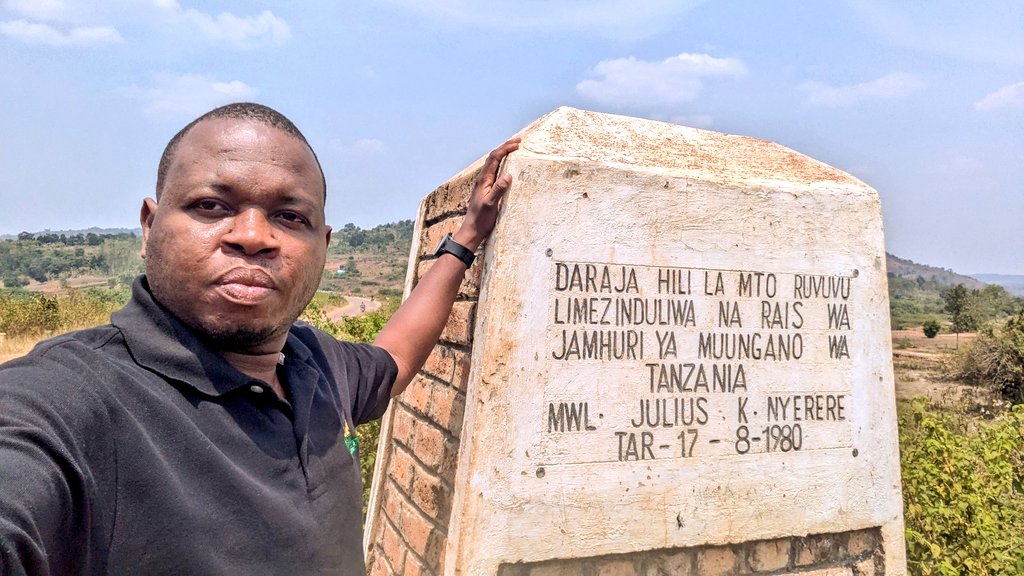 DARAJA HILI LA MTO RUVUVU
LIMEZINDULIWA NA RAIS WA
JAMHURI YA MUUNGANO WA
TANZANIA
MWL. JULIUS. K. NYERERE
TAR-17-8-1980